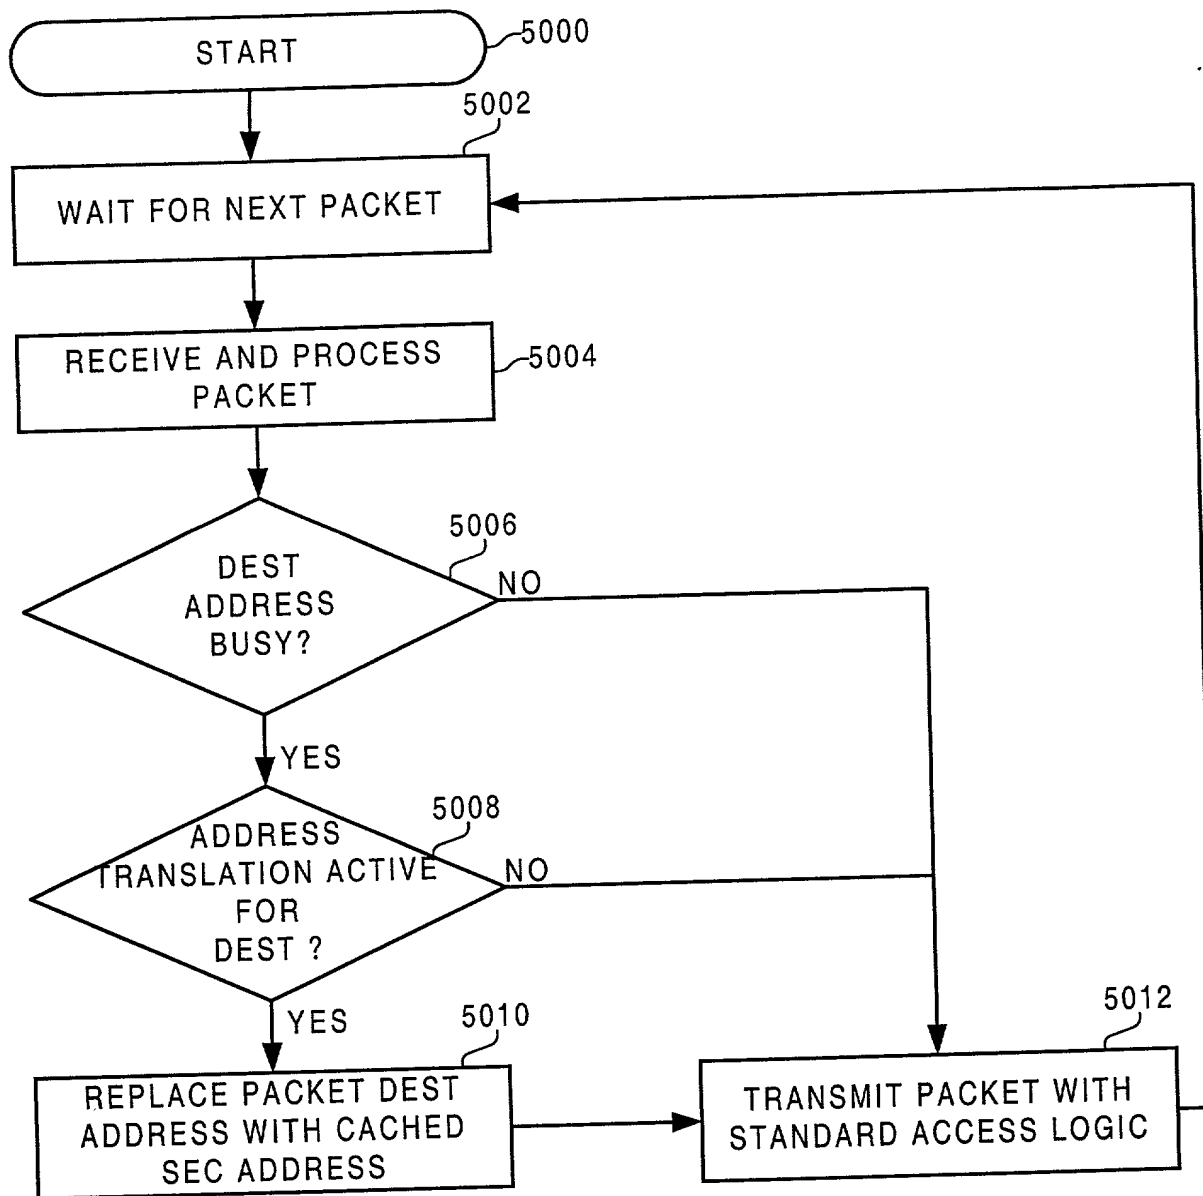 START
5000
5002
WAIT FOR NEXT PACKET
RECEIVE AND PROCESS
PACKET
5004
5006
DEST
ADDRESS
BUSY?
NO
YES
5008
ADDRESS
TRANSLATION ACTIVE
FOR
DEST ?
NO
YES
5010
REPLACE PACKET DEST
ADDRESS WITH CACHED
SEC ADDRESS
5012
TRANSMIT PACKET WITH
STANDARD ACCESS LOGIC